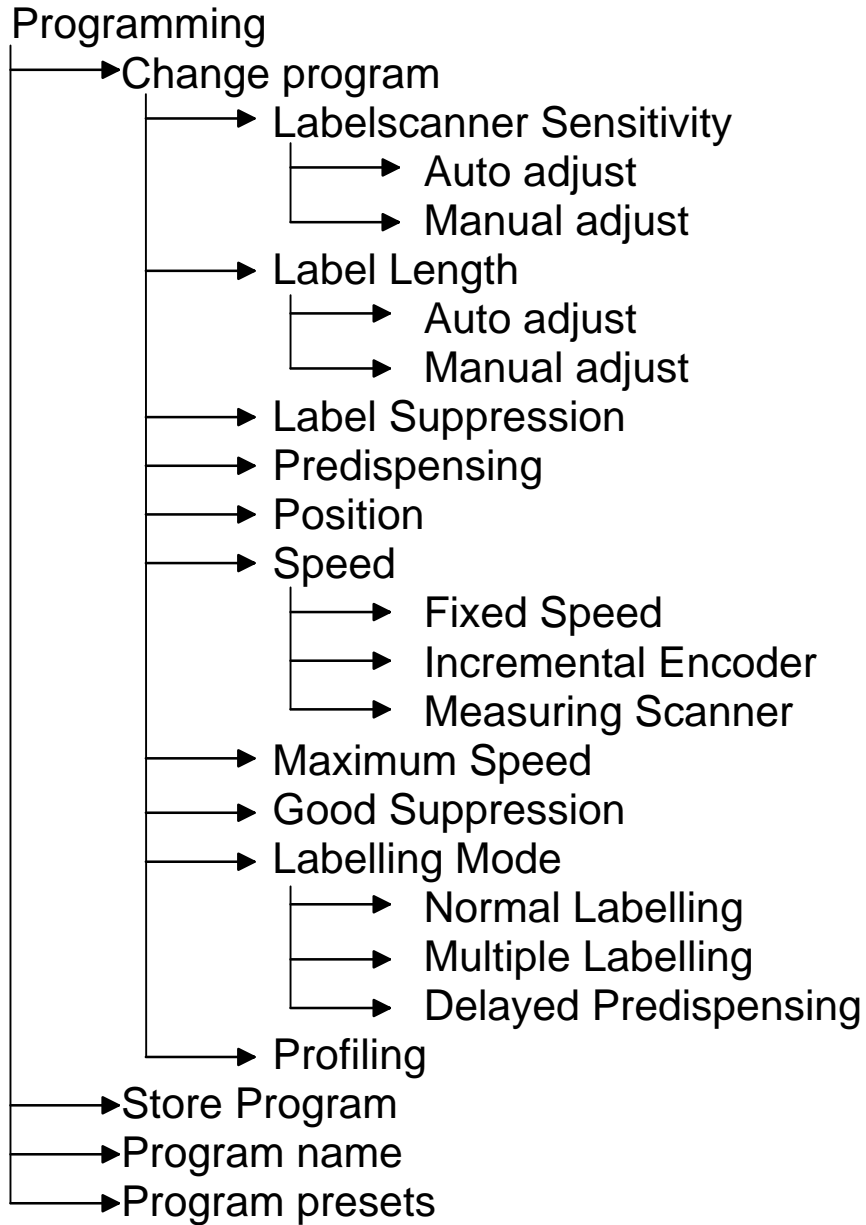 Programming
Change program
Labelscanner Sensitivity
Auto adjust
Manual adjust
Label Length
Auto adjust
Manual adjust
Label Suppression
Predispensing
Position
Speed
Fixed Speed
Incremental Encoder
Measuring Scanner
Maximum Speed
Good Suppression
Labelling Mode
Normal Labelling
Multiple Labelling
Delayed Predispensing
Profiling
Store Program
Program name
Program presets